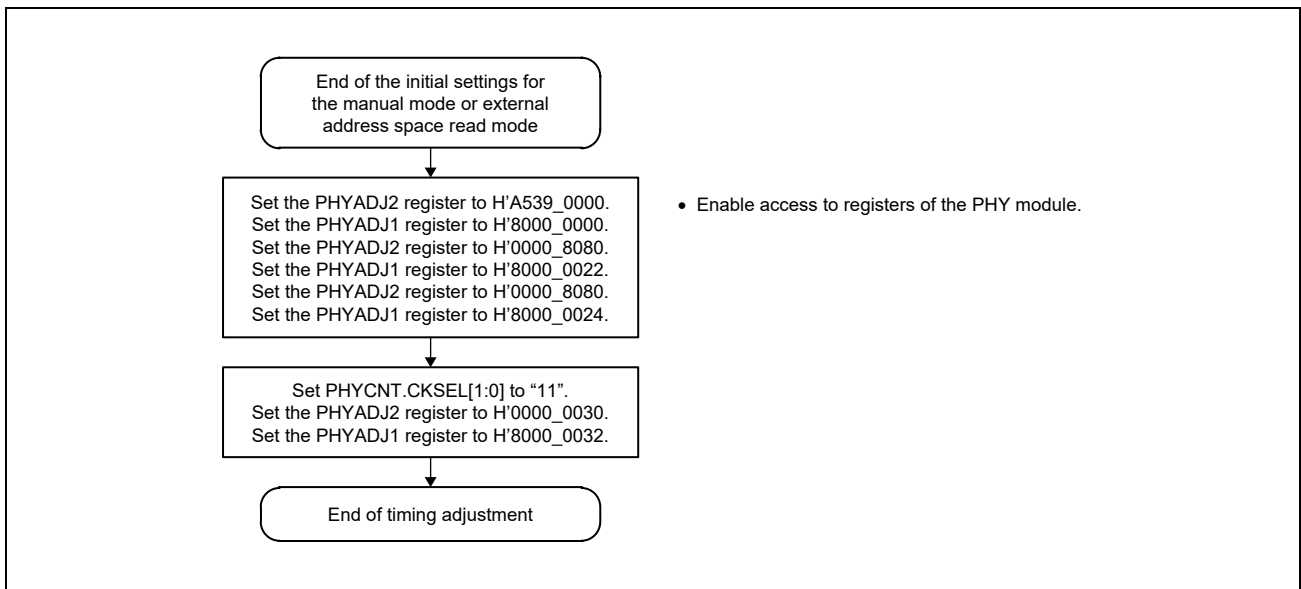 End of the initial settings for
the manual mode or external
address space read mode
Set the PHYADJ2 register to H'A539_0000.
Set the PHYADJ1 register to H'8000_0000.
Set the PHYADJ2 register to H'0000_8080.
Set the PHYADJ1 register to H'8000_0022.
Set the PHYADJ2 register to H'0000_8080.
Set the PHYADJ1 register to H'8000_0024.
• Enable access to registers of the PHY module.
Set PHYCNT.CKSEL[1:0] to “11”.
Set the PHYADJ2 register to H'0000_0030.
Set the PHYADJ1 register to H'8000_0032.
End of timing adjustment